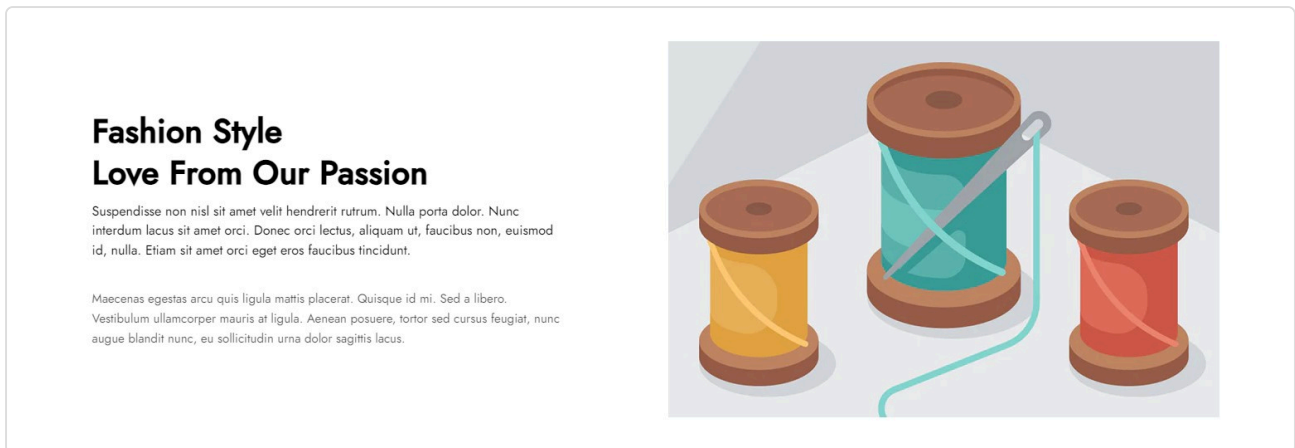 Fashion Style
Love From Our Passion
Suspendisse non nisl sit amet velit hendrerit rutrum. Nulla porta dolor. Nunc
interdum lacus sit amet orci. Donec orci lectus, aliquam ut, faucibus non, euismod
id, nulla. Etiam sit amet orci eget eros faucibus tincidunt.
Maecenas egestas arcu quis ligula mattis placerat. Quisque id mi. Sed a libero.
Vestibulum ullamcorper mauris at ligula. Aenean posuere, tortor sed cursus feugiat, nunc
augue blandit nunc, eu sollicitudin urna dolor sagittis lacus.